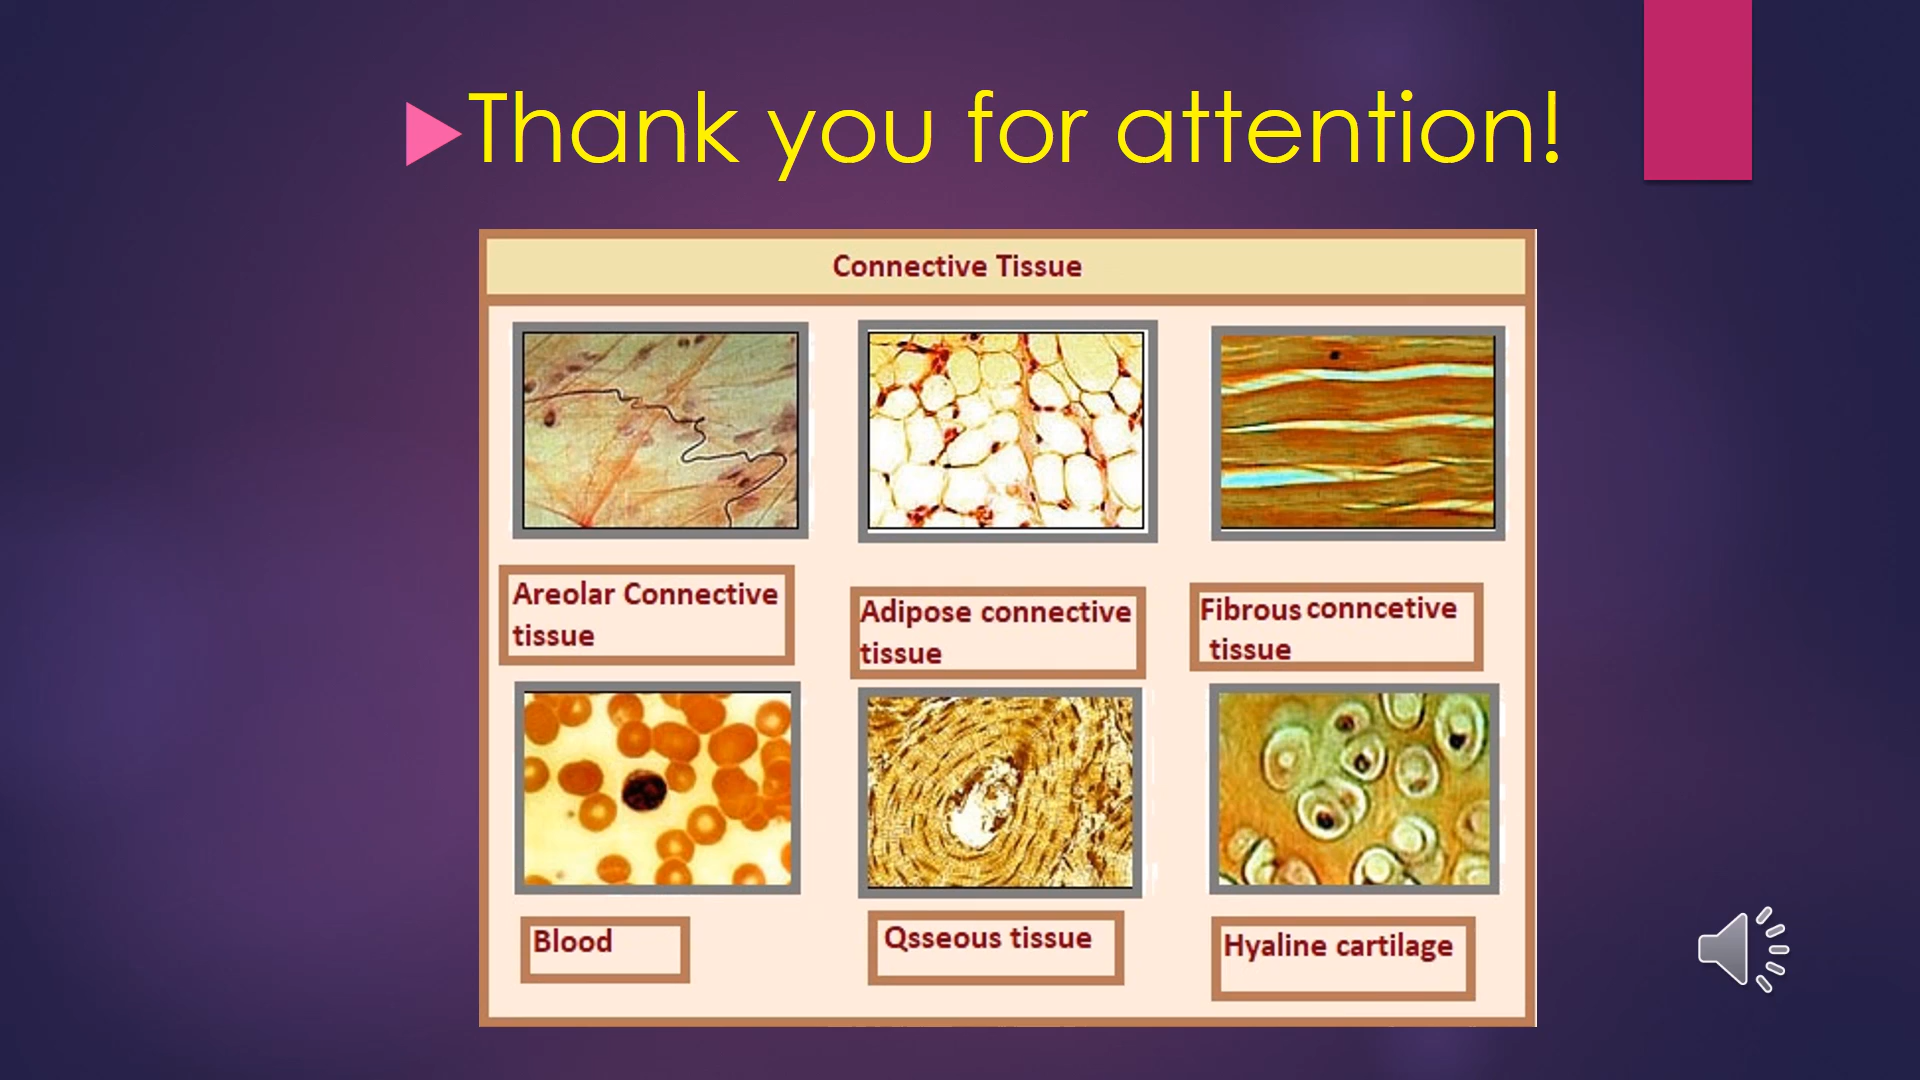 Thank you for attention!
Connective Tissue
Areolar Connective
tissue
Adipose connective
tissue
Fibrous conncetive
tissue
Blood
Qsseous tissue
Hyaline cartilage